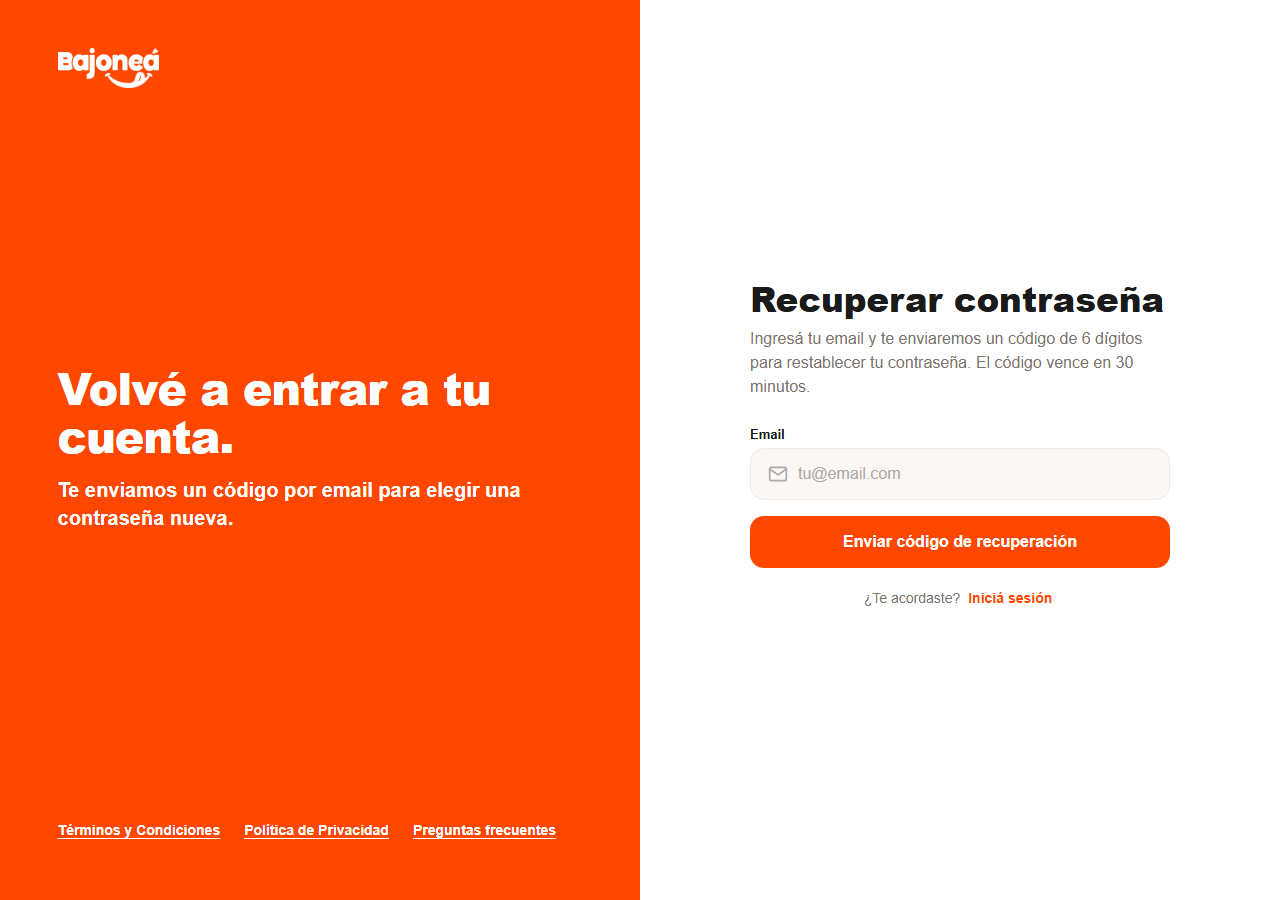 Bajoneá
Volvé a entrar a tu
cuenta.
Te enviamos un código por email para elegir una
contraseña nueva.
Términos y Condiciones Política de Privacidad Preguntas frecuentes
Recuperar contraseña
Ingresá tu email y te enviaremos un código de 6 dígitos
para restablecer tu contraseña. El código vence en 30
minutos.
Email
tu@email.com
Enviar código de recuperación
¿Te acordaste? Iniciá sesión